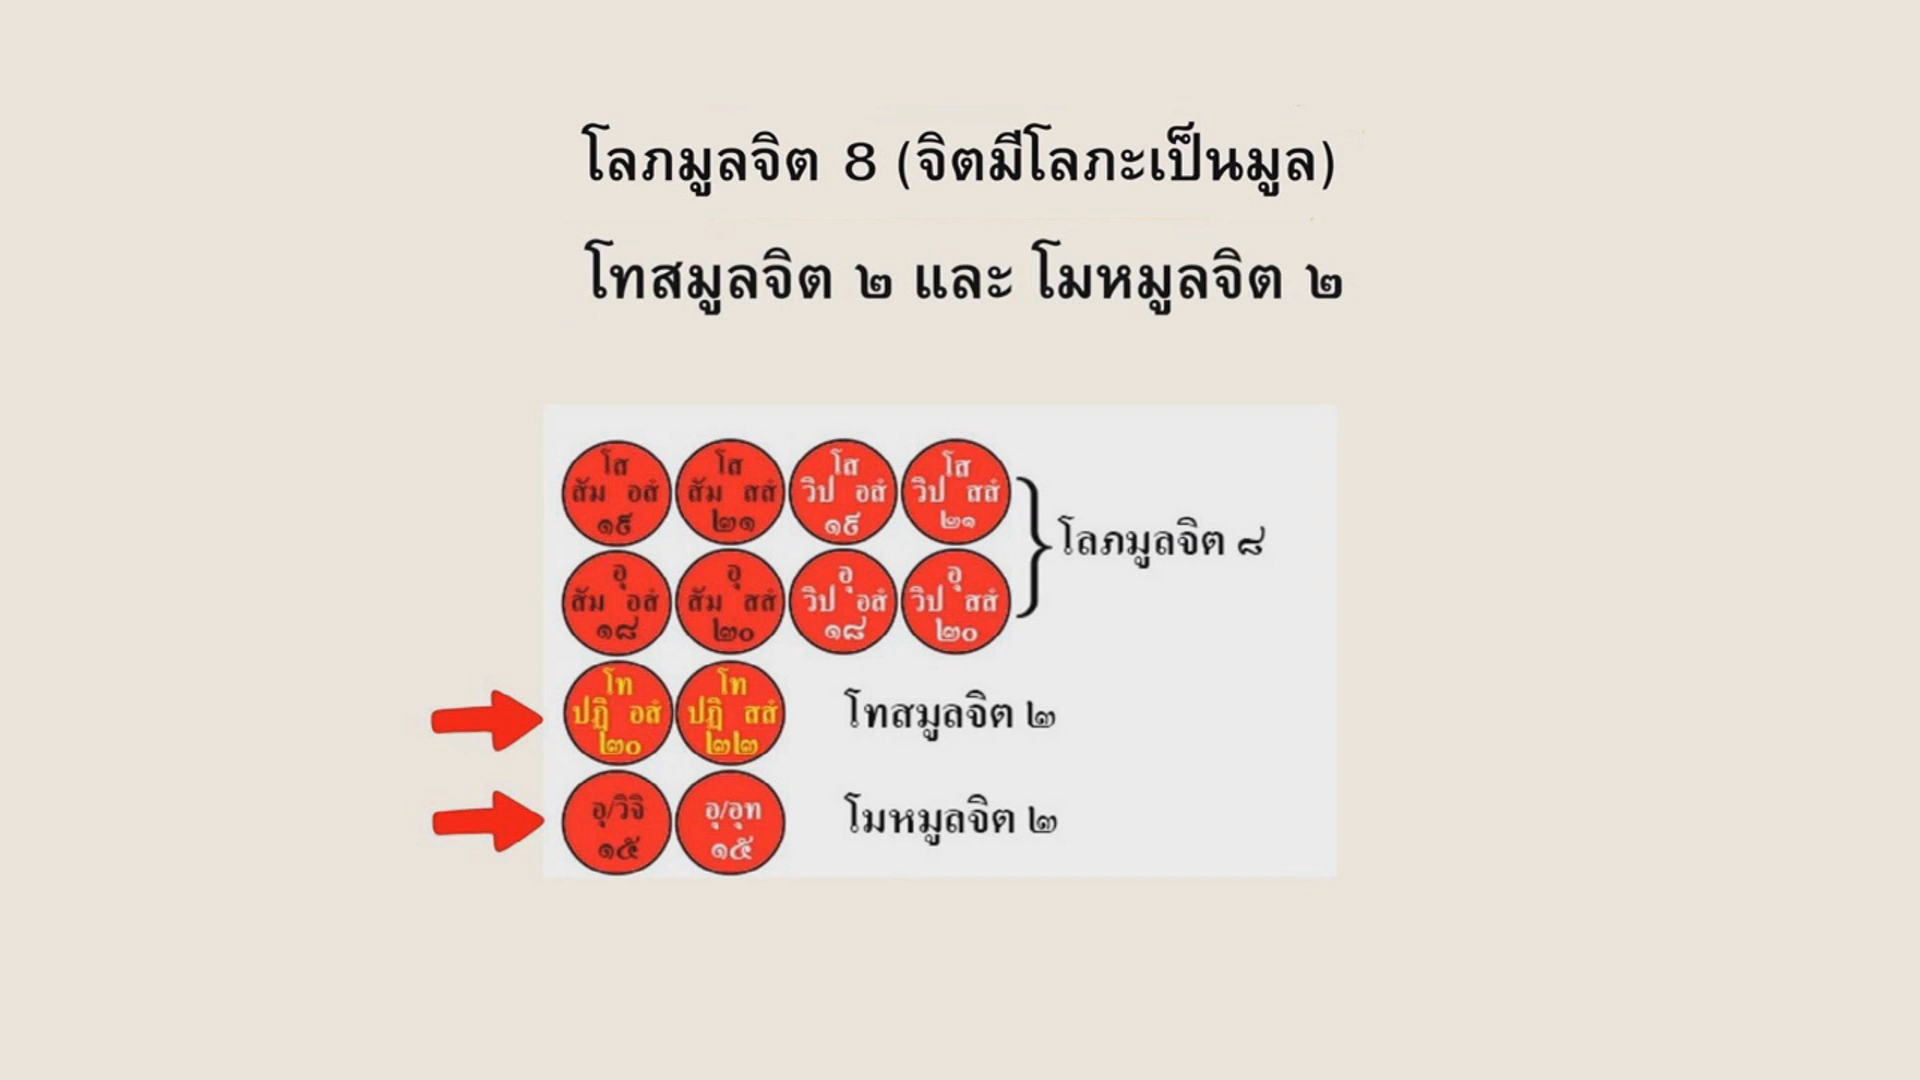 โลภมูลจิต 8 (จิตมีโลภะเป็นมูล)
โทสมูลจิต ๒ และ โมหมูลจิต ๒
โส โส โส โส
สัม อสํ สัม สสํ วิป อสํ วิป สสํ
๑๙ ๒๑ ๑๙ ๒๑
โลภมูลจิต ๘
อุ อุ อุ อุ
สัม อสํ สัม สสํ วิป อสํ วิป สสํ
๑๘ ๒๐ ๑๘ ๒๐
โท โท
ปฏิ อสํ ปฏิ สสํ โทสมูลจิต ๒
๒๐ ๒๒
อุ/วิจิ อุ/อุท โมหมูลจิต ๒
๑๕ ๑๕